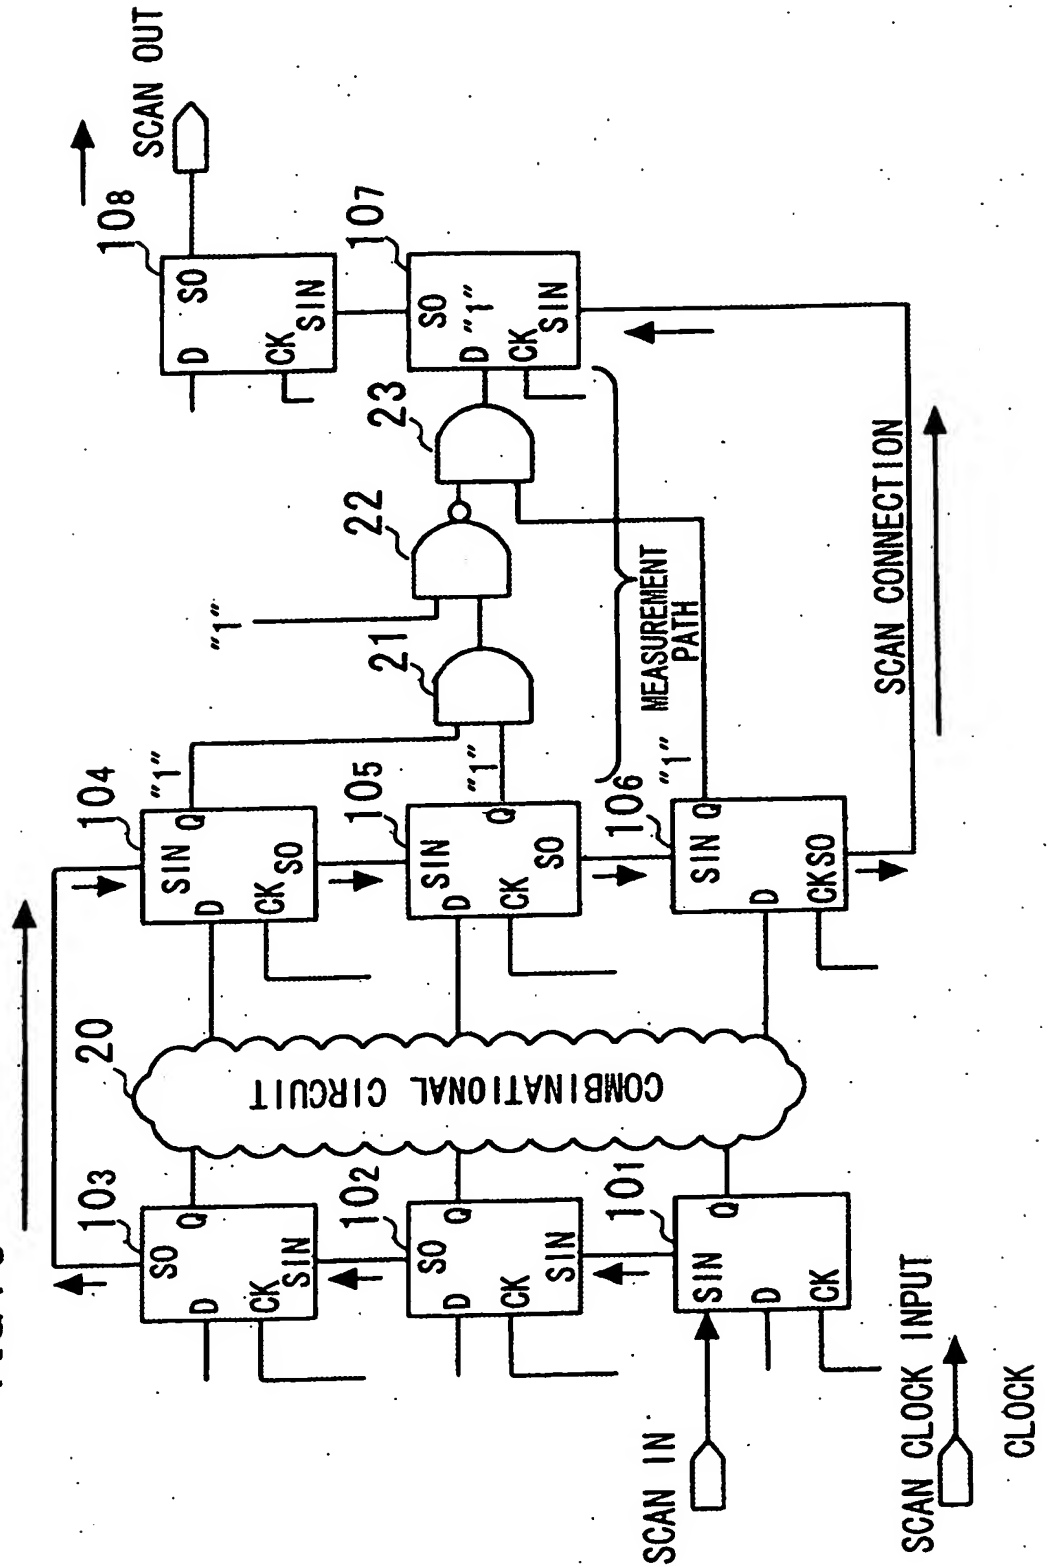 SCAN OUT
10₈
D
SO
CK
SIN
10₇
SO
D
"1"
CK
SIN
23
22
"1"
21
MEASUREMENT
PATH
SCAN CONNECTION
10₄
"1"
SIN
Q
D
CK
SO
10₅
"1"
SIN
Q
D
CK
SO
10₆
"1"
SIN
Q
D
CK
SO
20
COMBINATIONAL CIRCUIT
10₃
SO
Q
D
CK
SIN
10₂
SO
Q
D
CK
SIN
10₁
SIN
Q
D
CK
SCAN IN
SCAN CLOCK INPUT
CLOCK